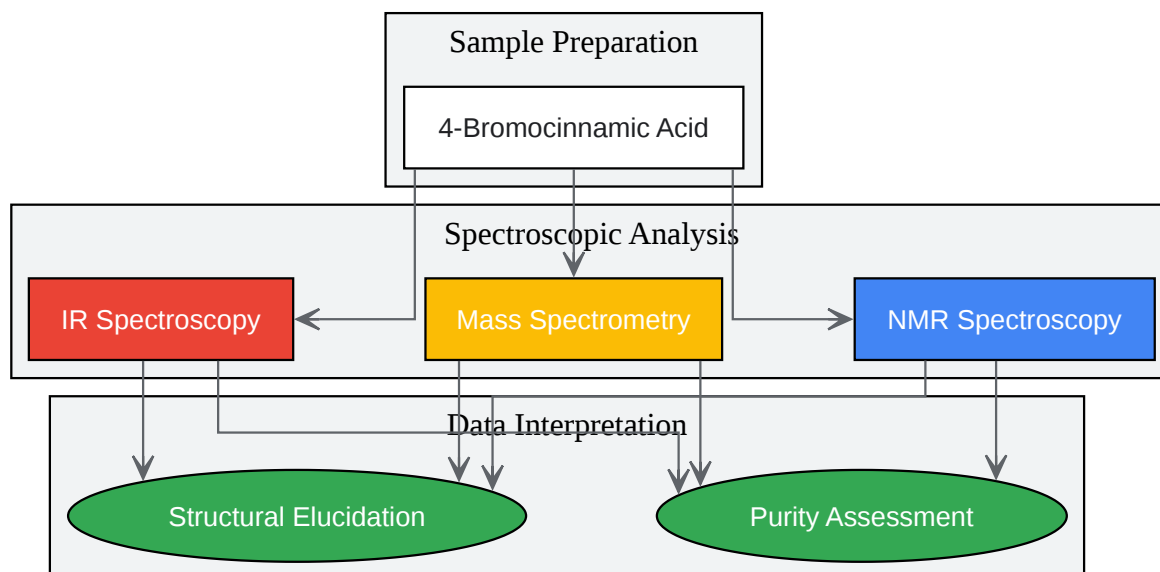 Sample Preparation
4-Bromocinnamic Acid
Spectroscopic Analysis
IR Spectroscopy
Mass Spectrometry
NMR Spectroscopy
Data Interpretation
Structural Elucidation
Purity Assessment